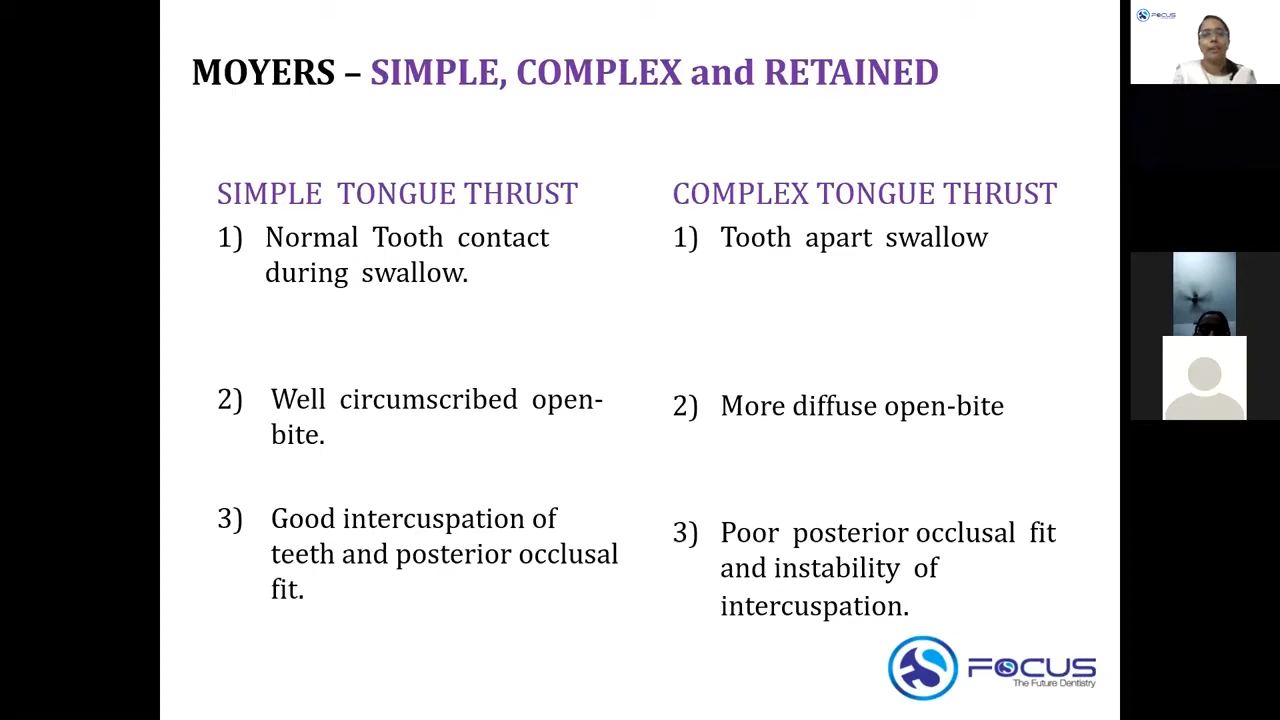 MOYERS – SIMPLE, COMPLEX and RETAINED
SIMPLE TONGUE THRUST
1) Normal Tooth contact
during swallow.
2) Well circumscribed open-
bite.
3) Good intercuspation of
teeth and posterior occlusal
fit.
COMPLEX TONGUE THRUST
1) Tooth apart swallow
2) More diffuse open-bite
3) Poor posterior occlusal fit
and instability of
intercuspation.
FOCUS
The Future Dentistry
FOCUS